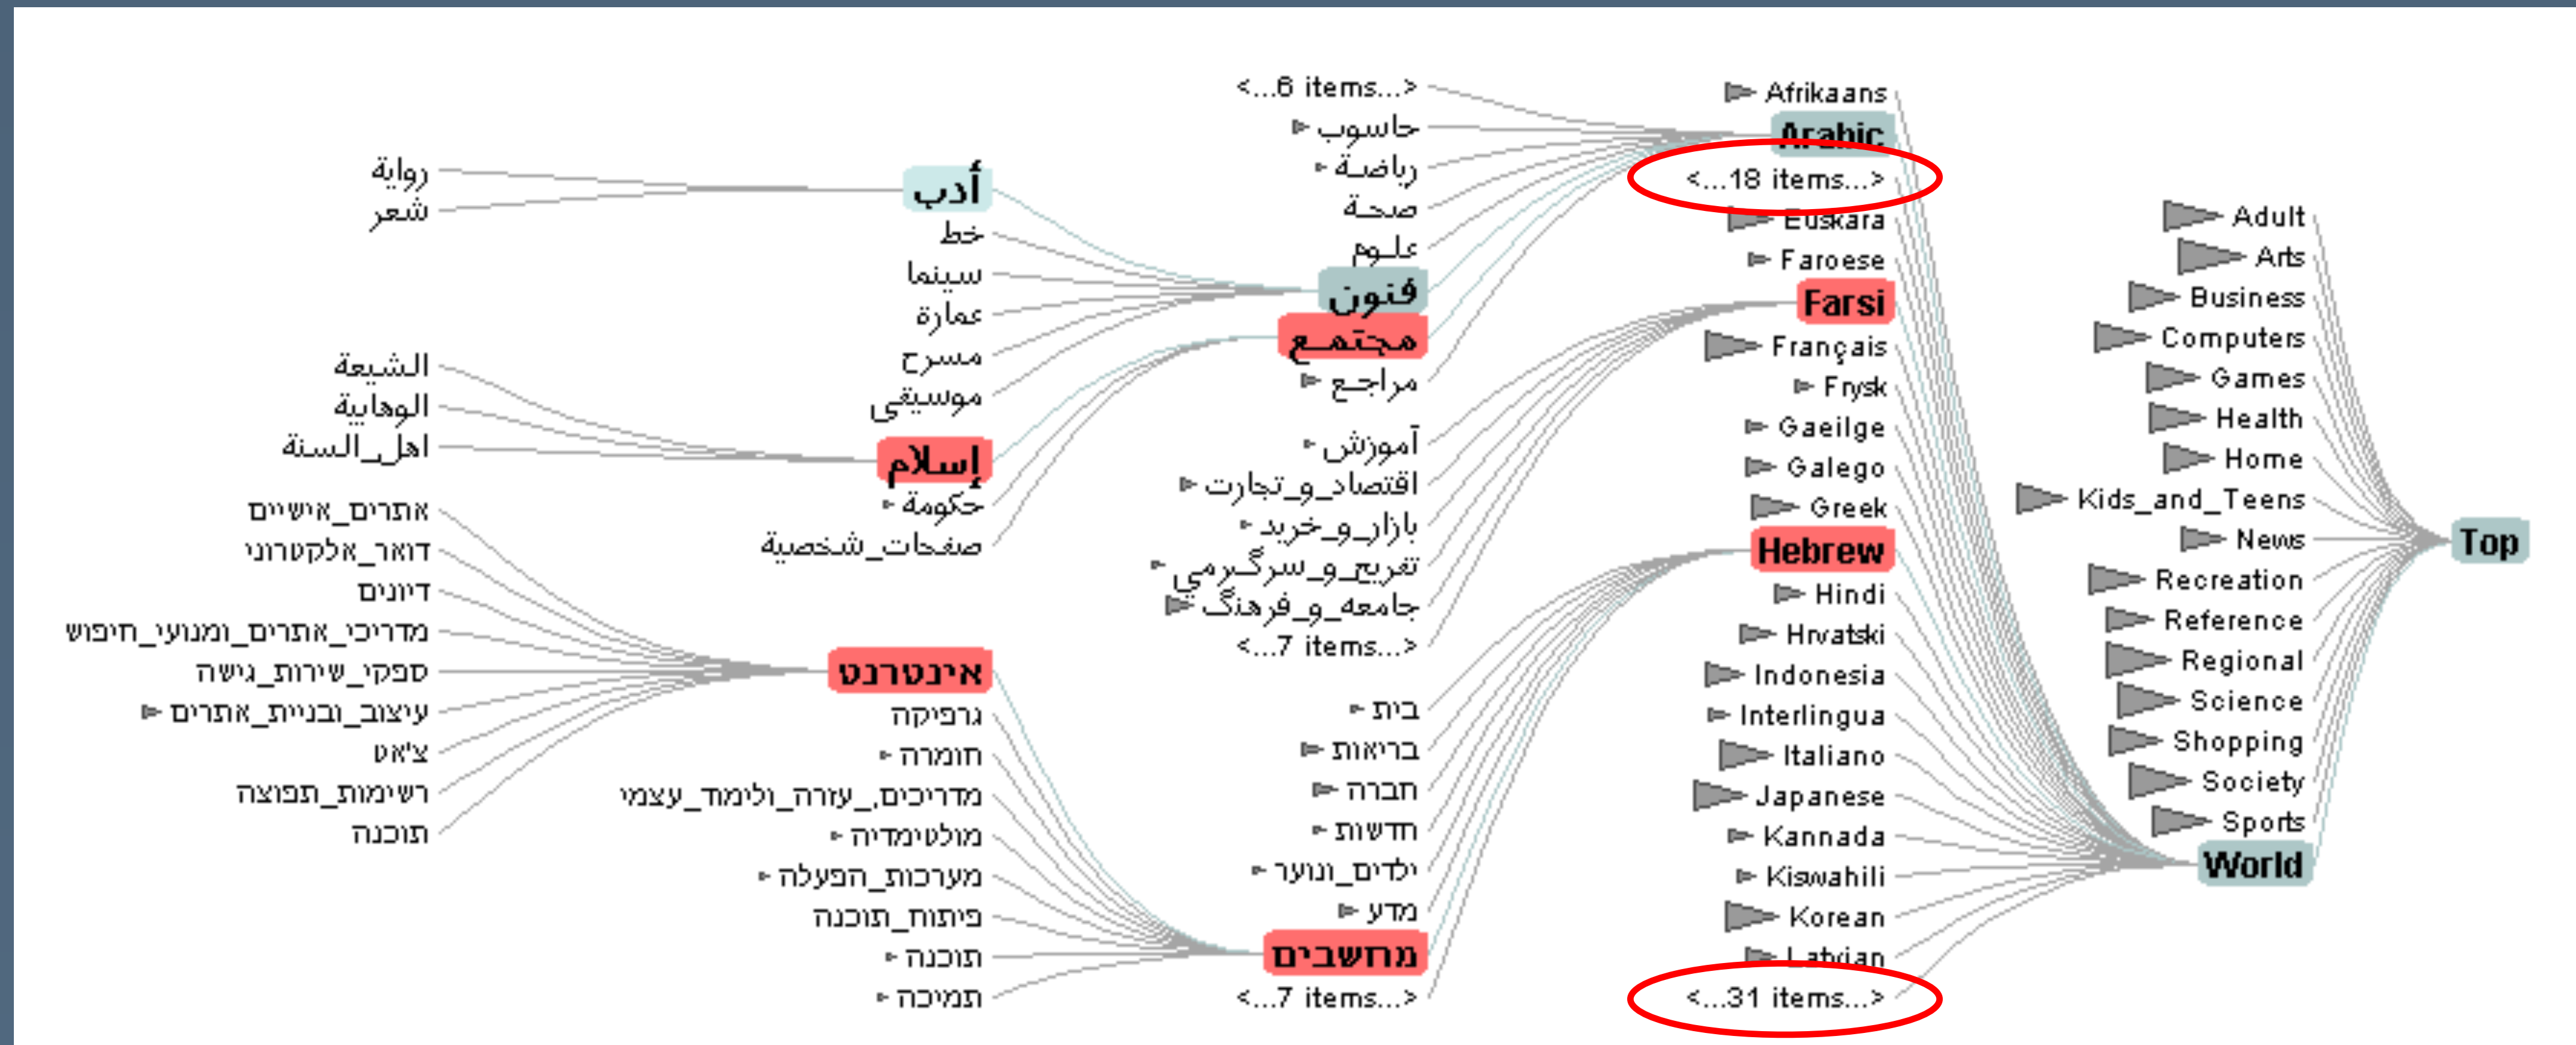 Top
Adult
Arts
Business
Computers
Games
Health
Home
Kids_and_Teens
News
Recreation
Reference
Regional
Science
Shopping
Society
Sports
World
Afrikaans
Arabic
<...18 items...>
Euskara
Faroese
Farsi
Français
Frysk
Gaeilge
Galego
Greek
Hebrew
Hindi
Hrvatski
Indonesia
Interlingua
Italiano
Japanese
Kannada
Kiswahili
Korean
Latvian
<...31 items...>
<...6 items...>
حاسوب
رياضة
صحة
علوم
فنون
مجتمع
مراجع
آموزش
اقتصاد_و_تجارت
بازار_و_خريد
تفريح_و_سرگرمي
جامعه_و_فرهنگ
<...7 items...>
בית
בריאות
חברה
חדשות
ילדים_ונוער
מדע
מחשבים
<...7 items...>
أدب
خط
سينما
عمارة
مسرح
موسيقى
إسلام
حكومة
صفحات_شخصية
אינטרנט
גרפיקה
חומרה
מדריכים,_עזרה_ולימוד_עצמי
מולטימדיה
מערכות_הפעלה
פיתוח_תוכנה
תוכנה
תמיכה
رواية
شعر
الشيعة
الوهابية
اهل_السنة
אתרים_אישיים
דואר_אלקטרוני
דיונים
מדריכי_אתרים_ומנועי_חיפוש
ספקי_שירות_גישה
עיצוב_ובניית_אתרים
צ'אט
רשימות_תפוצה
תוכנה